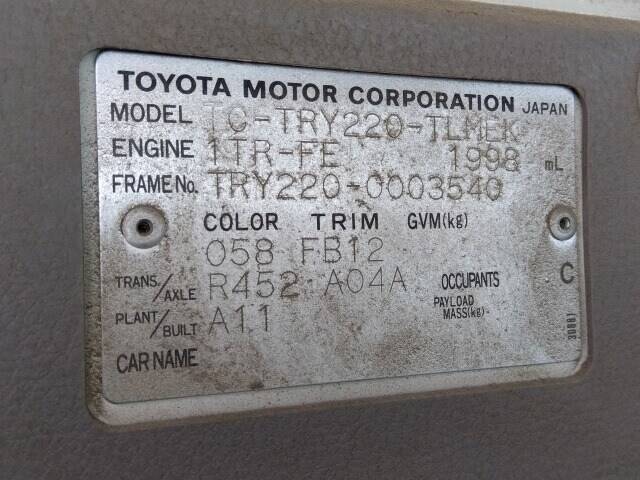 TOYOTA MOTOR CORPORATION JAPAN
MODEL TC-TRY220-TLMEK
ENGINE 1TR-FE 1998 mL
FRAME No. TRY220-0003540
COLOR TRIM GVM(kg)
058 FB12
TRANS/AXLE R452 A04A OCCUPANTS C
PAYLOAD MASS(kg)
PLANT/BUILT A11
CAR NAME